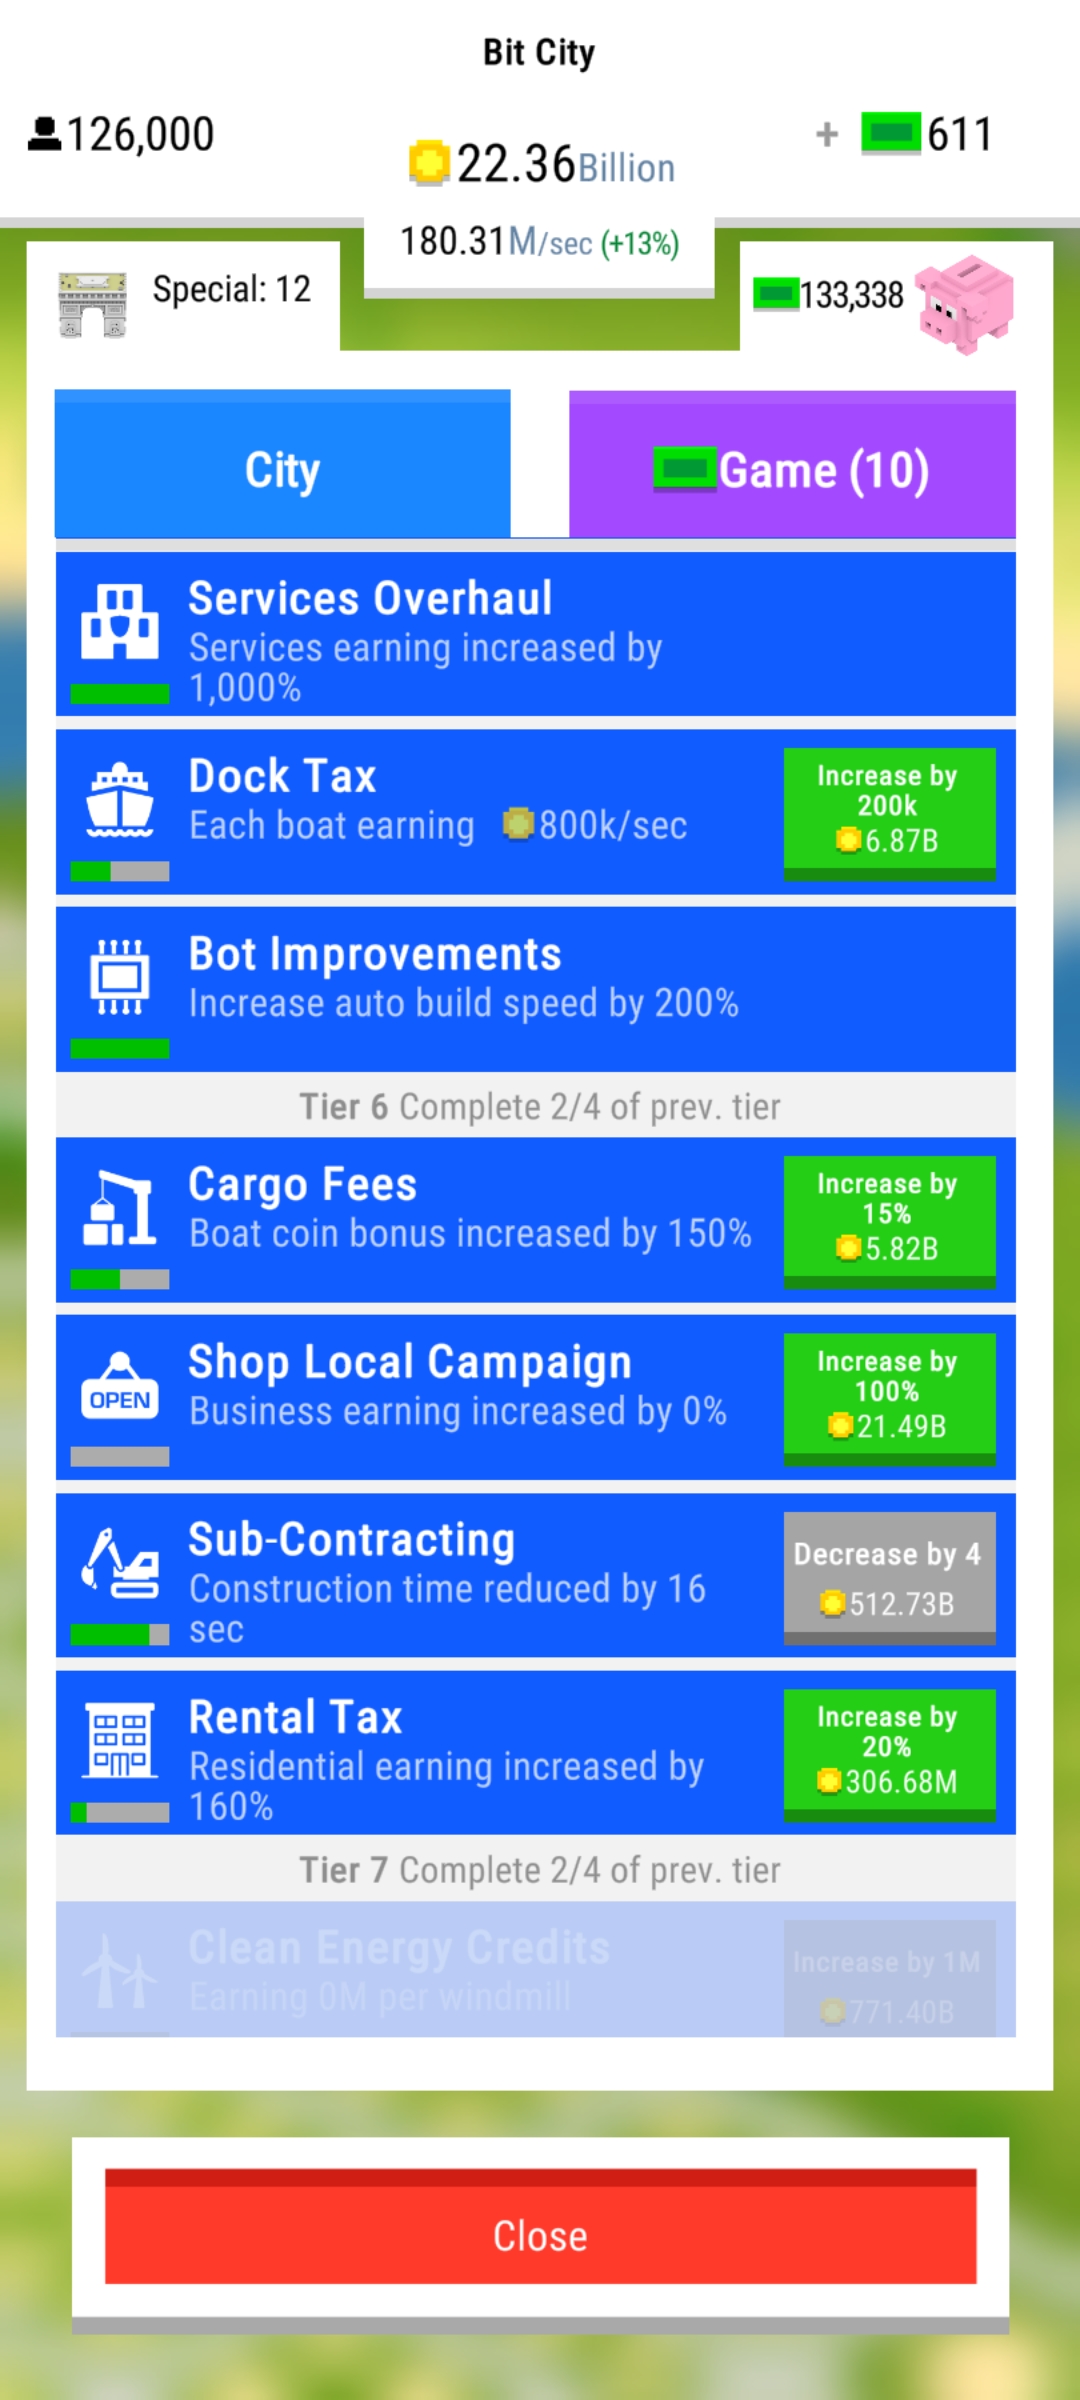 Bit City
126,000
22.36Billion
+ 611
180.31M/sec (+13%)
Special: 12
133,338
City
Game (10)
Services Overhaul
Services earning increased by
1,000%
Dock Tax
Each boat earning 800k/sec
Increase by
200k
6.87B
Bot Improvements
Increase auto build speed by 200%
Tier 6 Complete 2/4 of prev. tier
Cargo Fees
Boat coin bonus increased by 150%
Increase by
15%
5.82B
OPEN
Shop Local Campaign
Business earning increased by 0%
Increase by
100%
21.49B
Sub-Contracting
Construction time reduced by 16
sec
Decrease by 4
512.73B
Rental Tax
Residential earning increased by
160%
Increase by
20%
306.68M
Tier 7 Complete 2/4 of prev. tier
Clean Energy Credits
Earning 0M per windmill
Increase by 1M
771.40B
Close